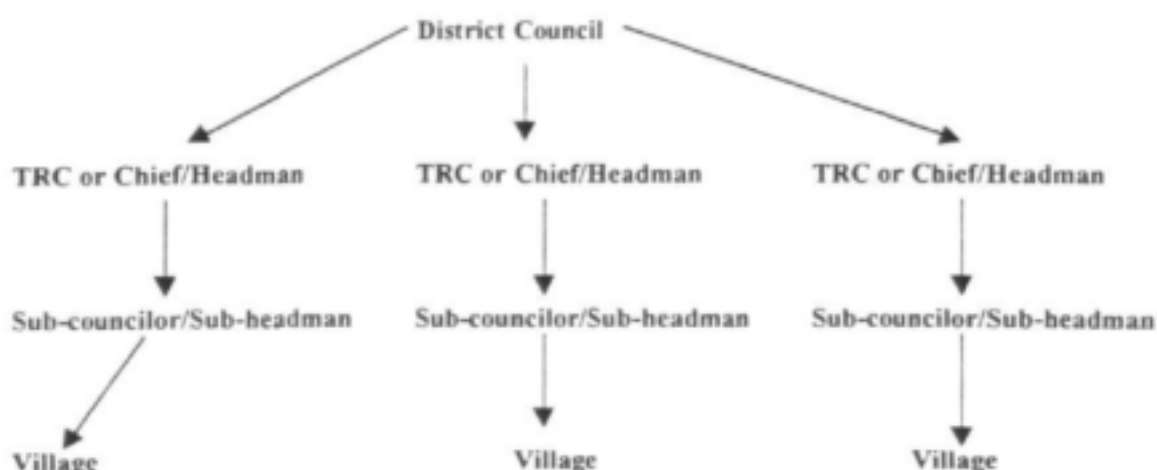 District Council
TRC or Chief/Headman TRC or Chief/Headman TRC or Chief/Headman
Sub-councilor/Sub-headman Sub-councilor/Sub-headman Sub-councilor/Sub-headman
Village Village Village